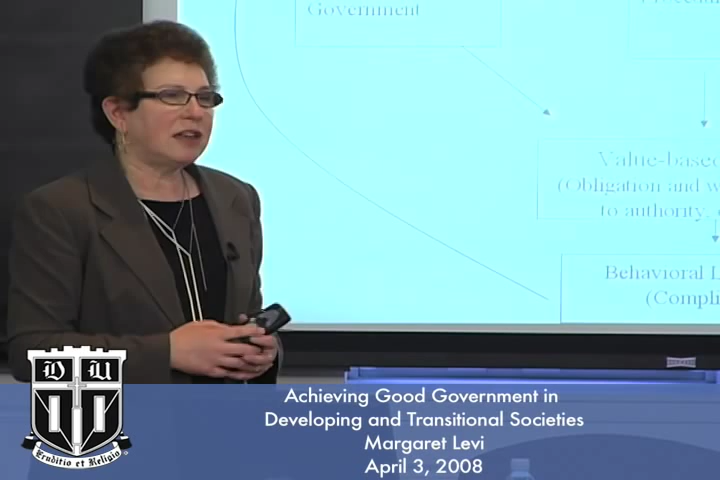 Government
Value-based
(Obligation and w
to authority,
Behavioral L
(Compli
D U
Eruditio et Religio
Achieving Good Government in
Developing and Transitional Societies
Margaret Levi
April 3, 2008